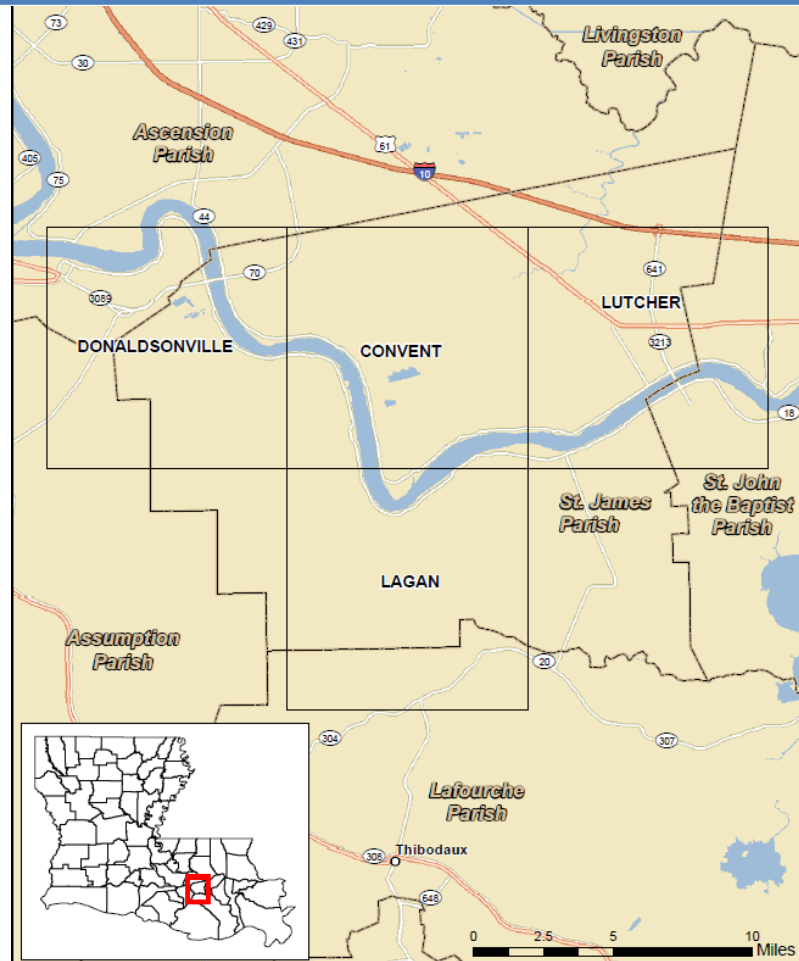 73
429
431
Livingston
Parish
30
Ascension
Parish
61
405
10
75
44
70
641
3089
LUTCHER
DONALDSONVILLE
CONVENT
3213
18
St. James
Parish
St. John
the Baptist
Parish
LAGAN
Assumption
Parish
20
304
307
Lafourche
Parish
308
Thibodaux
648
0 2.5 5 10
Miles